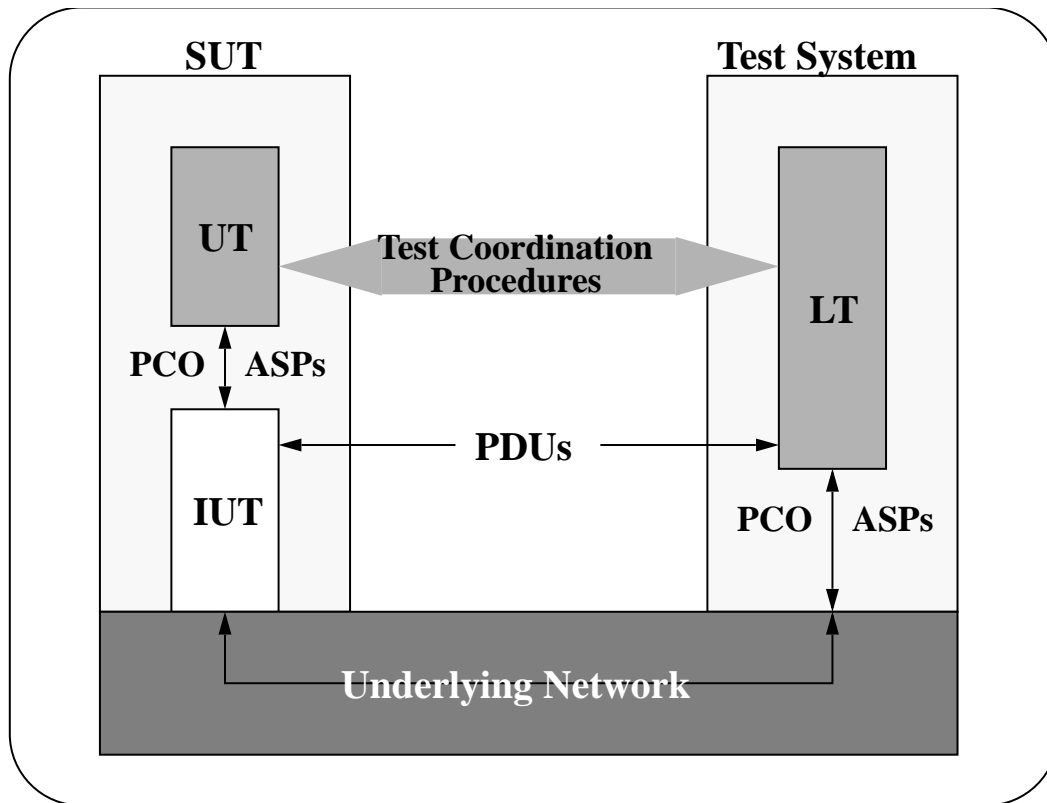 SUT
Test System
UT
Test Coordination
Procedures
LT
PCO
ASPs
PDUs
IUT
PCO
ASPs
Underlying Network